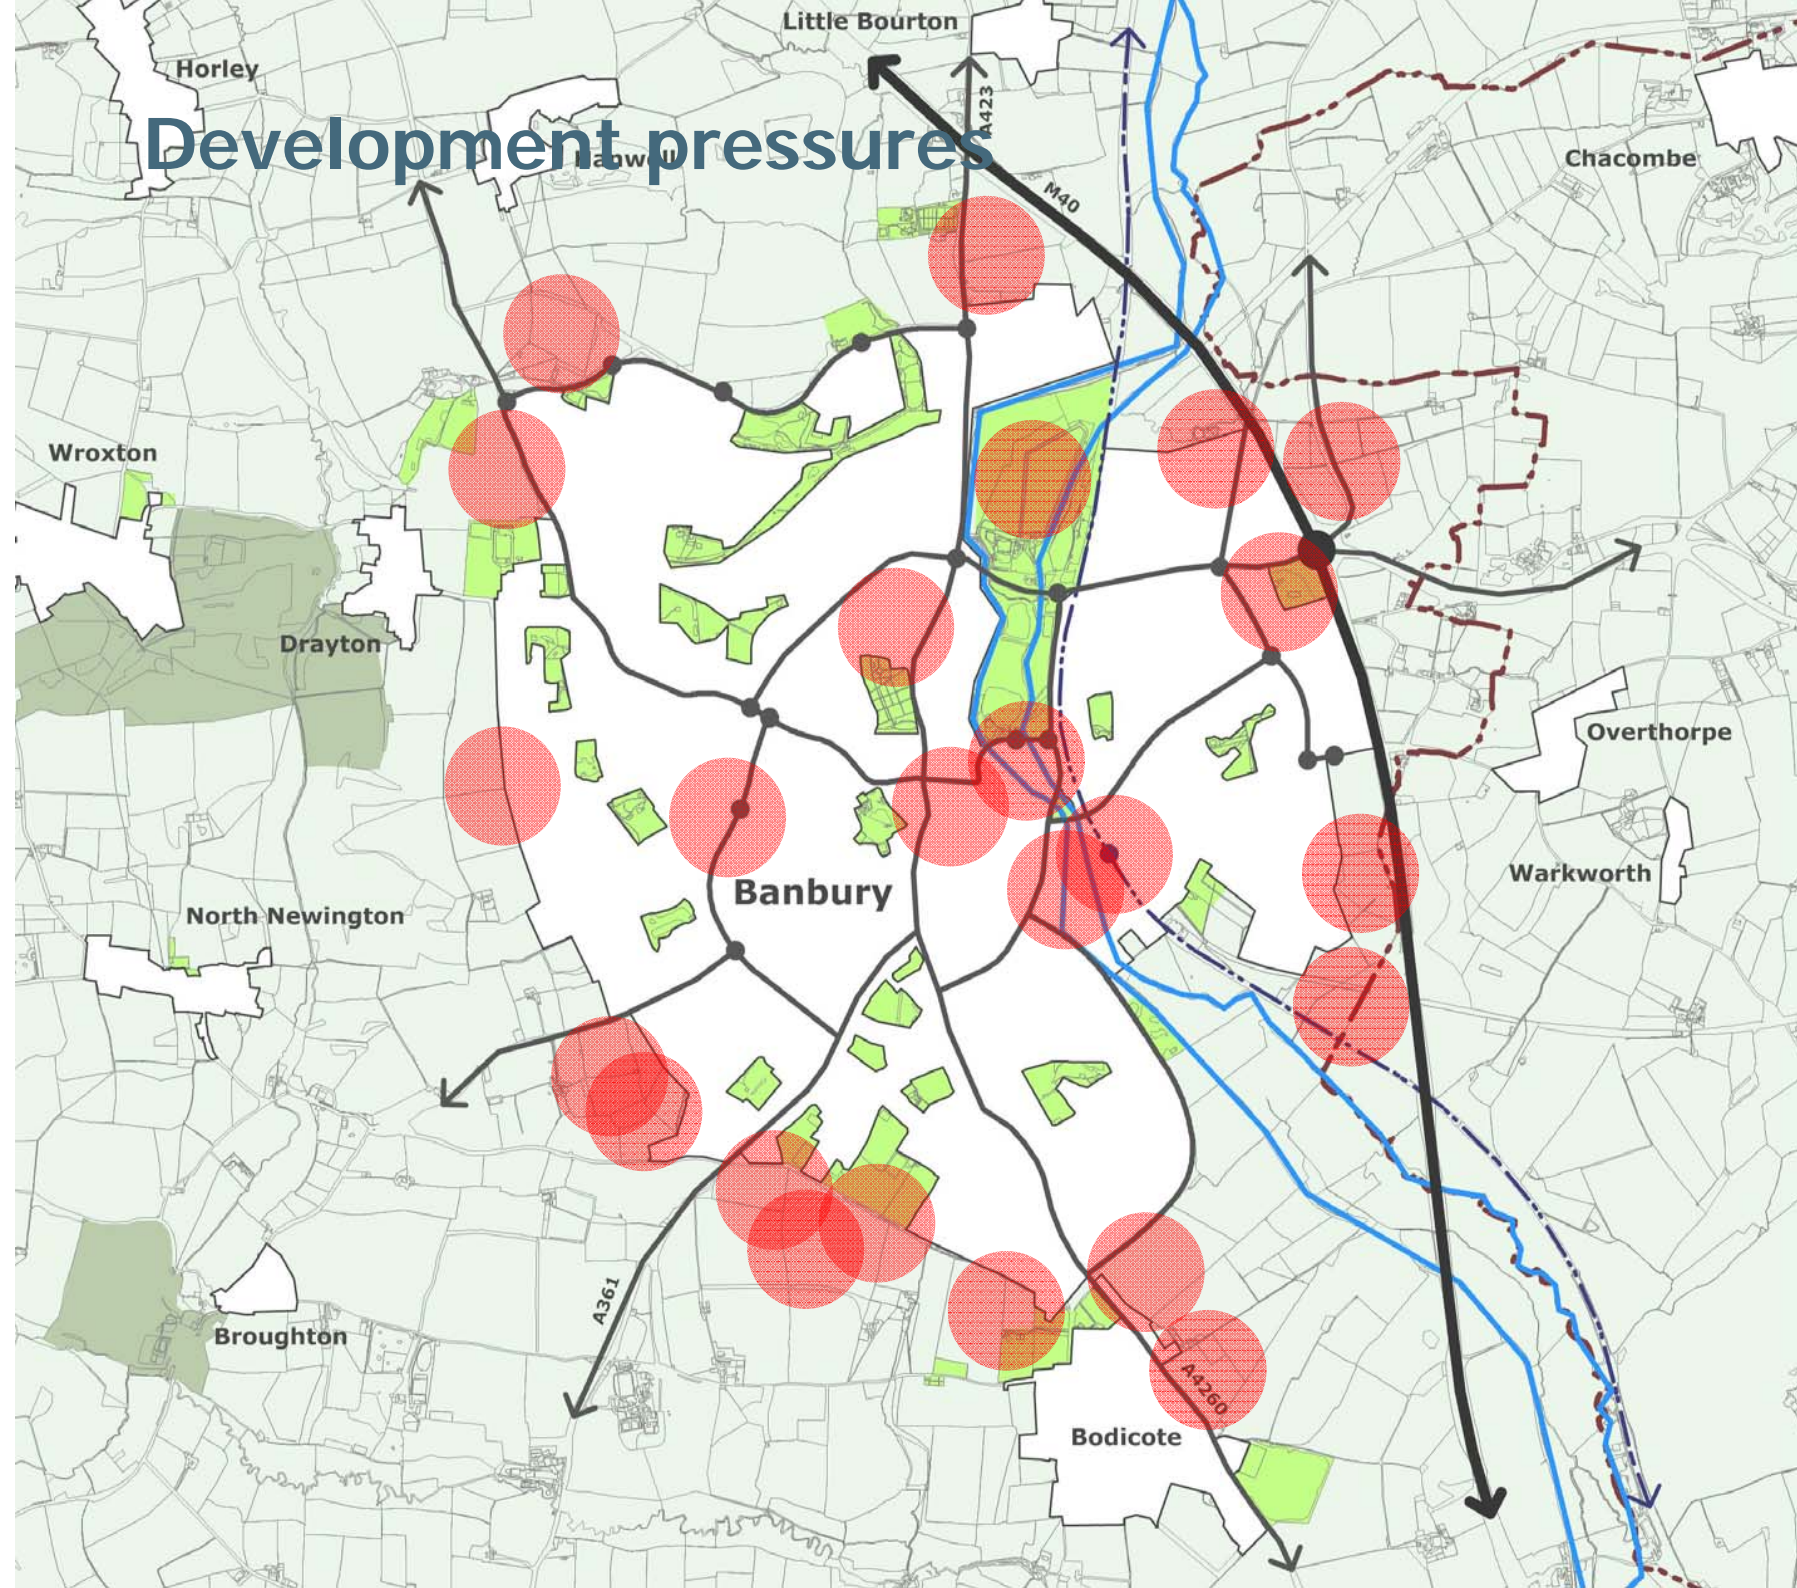 Little Bourton
Horley
A423
Development pressures
Hanwell
Chacombe
M40
Wroxton
Drayton
Overthorpe
Banbury
Warkworth
North Newington
A361
Broughton
A4260
Bodicote